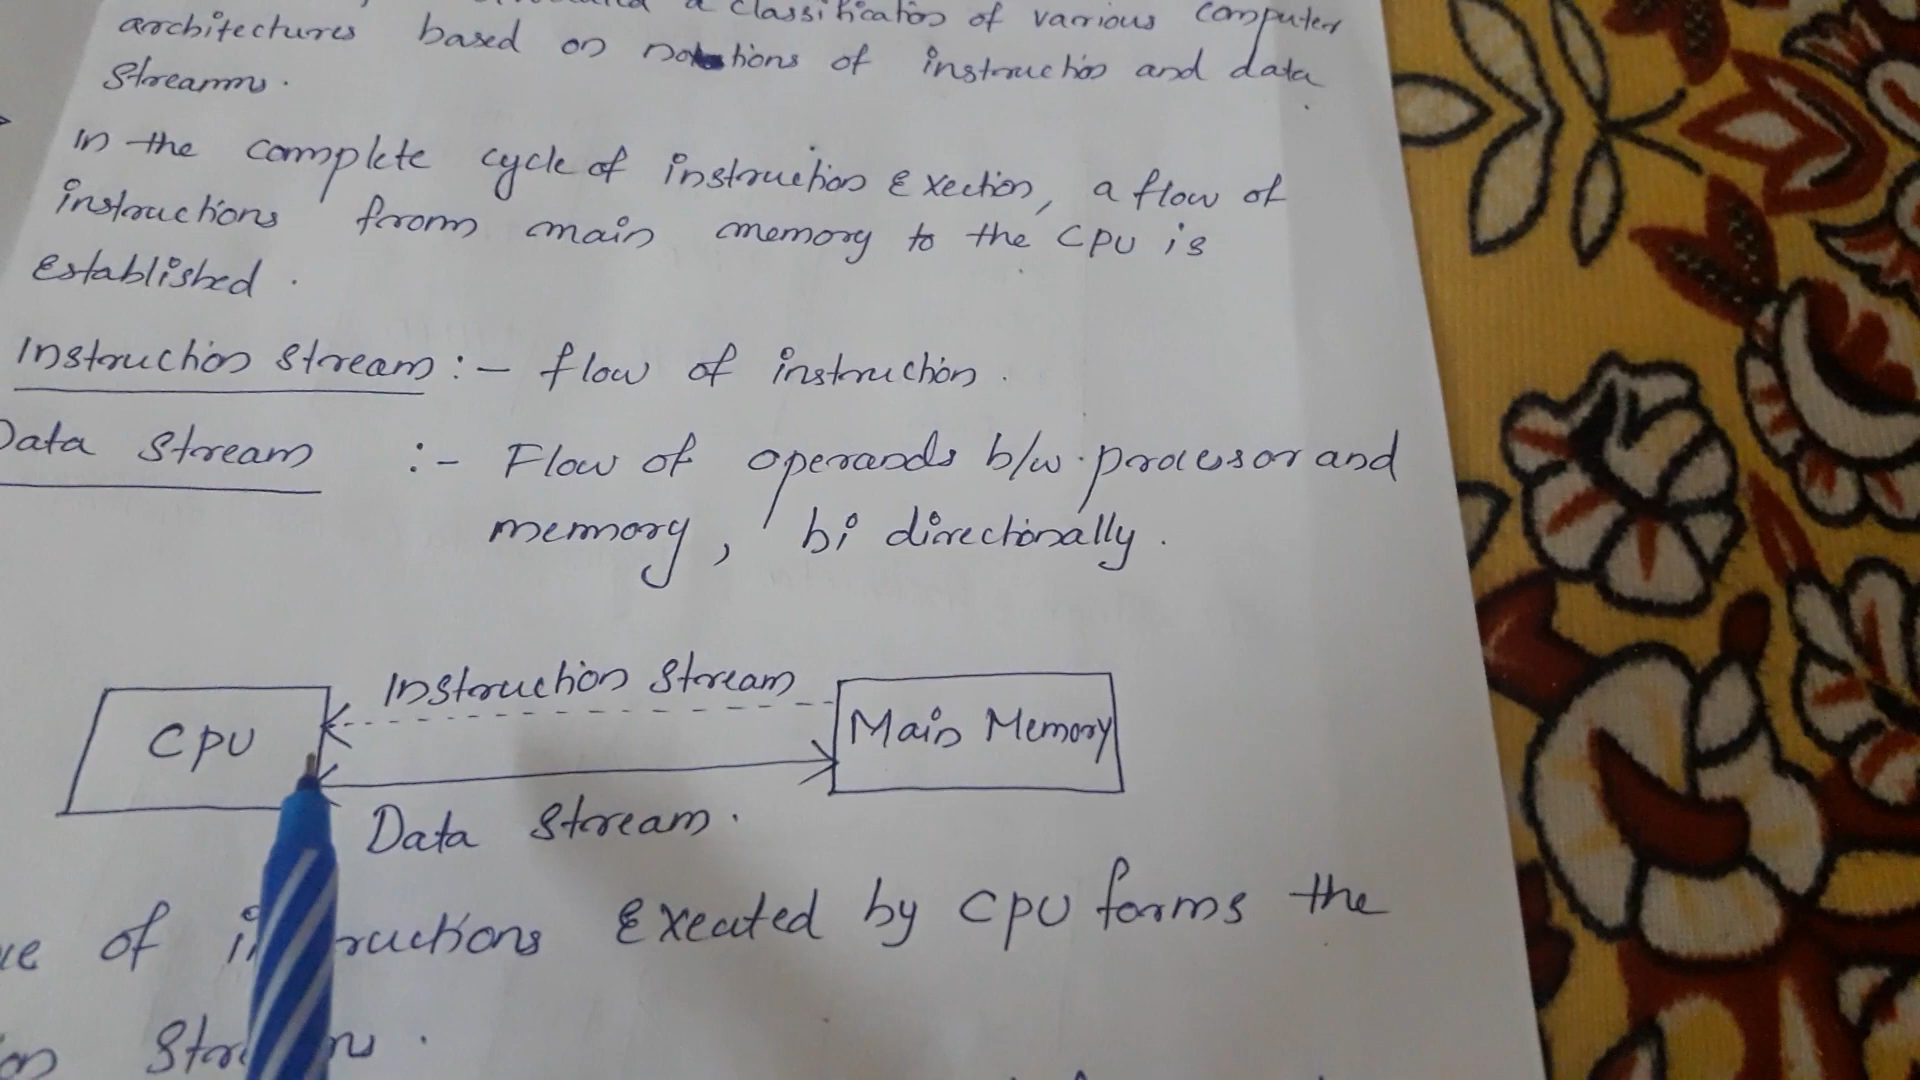 a classification of various computer
architectures based on notions of instruction and data
streams.
In the complete cycle of instruction Exection, a flow of
instructions from main memory to the CPU is
Established.
Instruction stream :- flow of instruction.
Data stream :- Flow of operands b/w processor and
memory, bi directionally.
Instruction stream
CPU
Main Memory
Data stream.
of Executed by CPU forms the